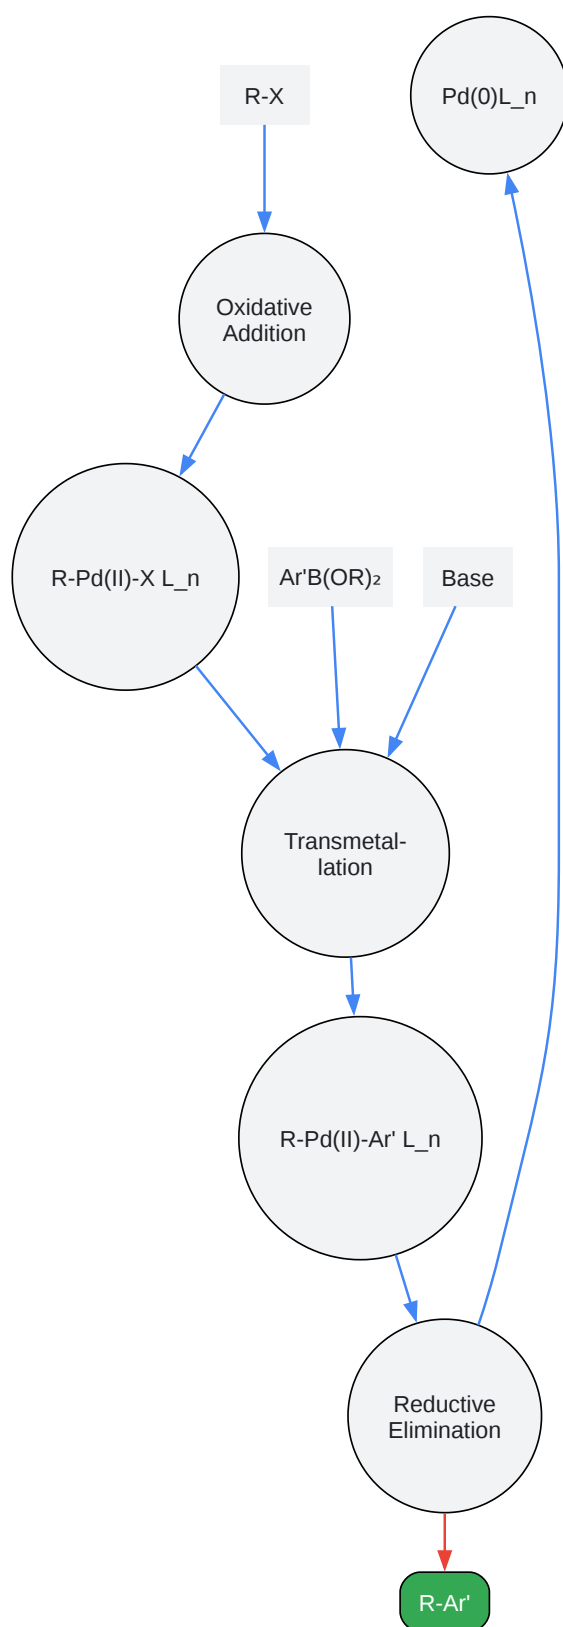 R-X
Pd(0)L_n
Oxidative
Addition
R-Pd(II)-X L_n
Ar'B(OR)₂
Base
Transmetal-
lation
R-Pd(II)-Ar' L_n
Reductive
Elimination
R-Ar'